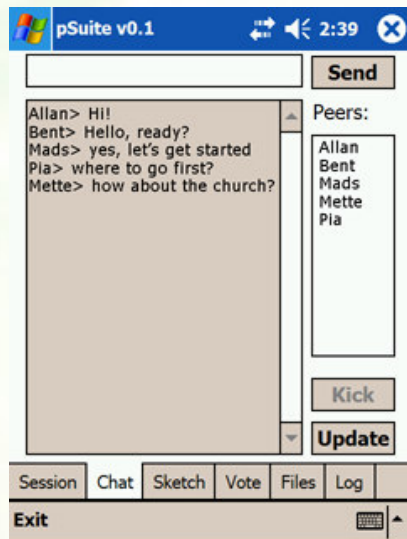 pSuite v0.1 2:39
Send
Allan> Hi!
Bent> Hello, ready?
Mads> yes, let's get started
Pia> where to go first?
Mette> how about the church?
Peers:
Allan
Bent
Mads
Mette
Pia
Kick
Update
Session Chat Sketch Vote Files Log
Exit